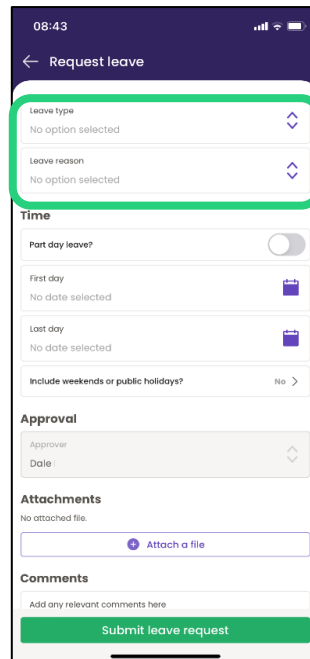 08:43
Request leave
Leave type
No option selected
Leave reason
No option selected
Time
Part day leave?
First day
No date selected
Last day
No date selected
Include weekends or public holidays?
No
Approval
Approver
Dale
Attachments
No attached file.
Attach a file
Comments
Add any relevant comments here
Submit leave request